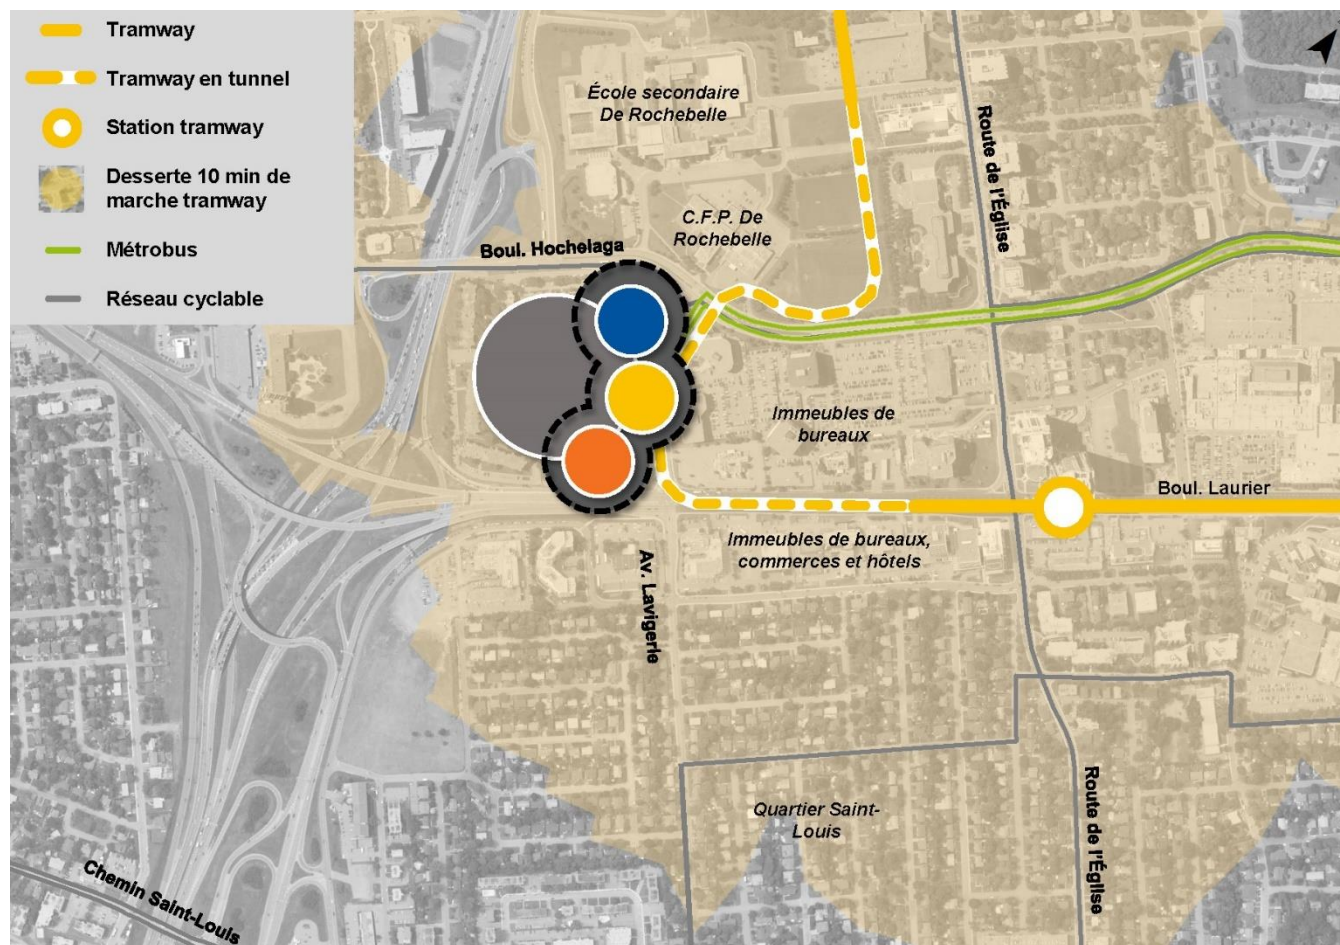 Tramway
Tramway en tunnel
Station tramway
Desserte 10 min de
marche tramway
Métrobus
Réseau cyclable
École secondaire
De Rochebelle
Route de l'Église
C.F.P. De
Rochebelle
Boul. Hochelaga
Immeubles de
bureaux
Boul. Laurier
Immeubles de bureaux,
commerces et hôtels
Av. Lavigerie
Quartier Saint-
Louis
Route de l'Église
Chemin Saint-Louis